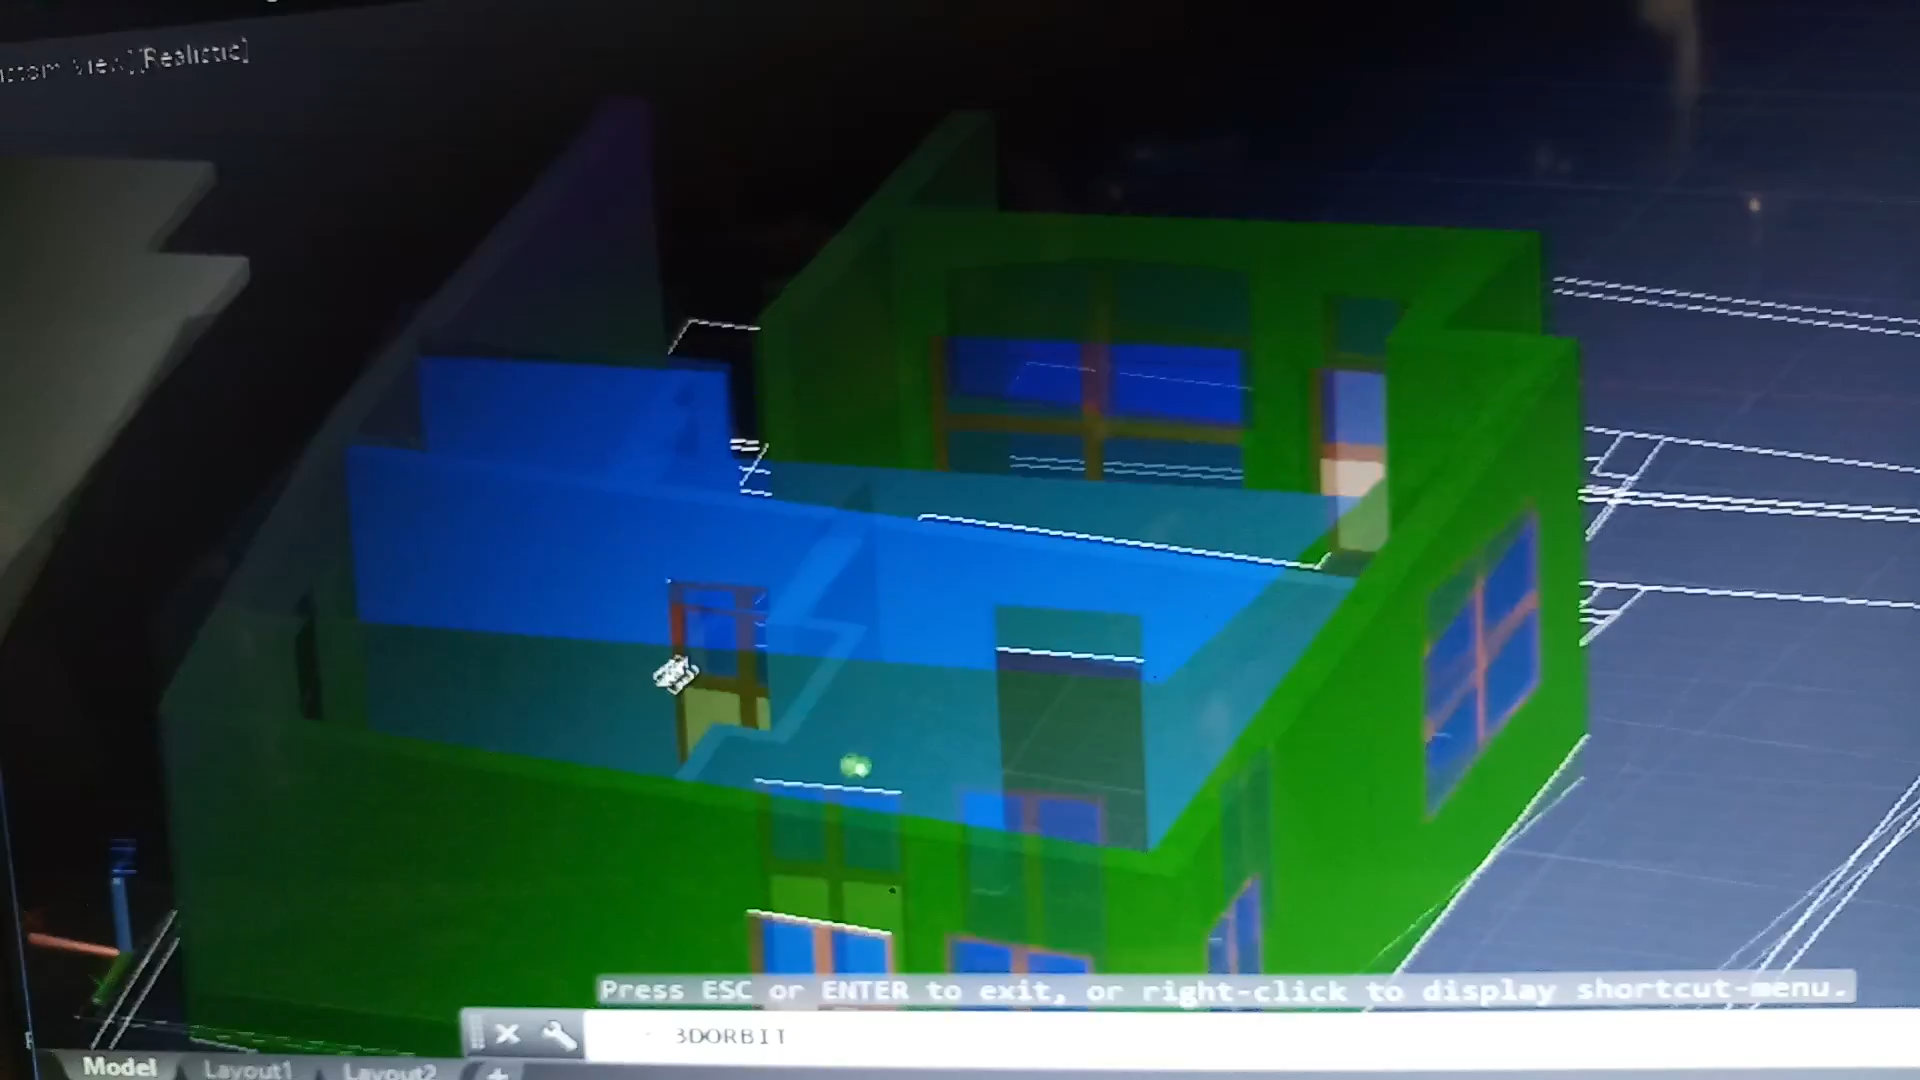 View][Realistic]
Press ESC or ENTER to exit, or right-click to display shortcut-menu.
3DORBIT
Model Layout1 Layout2 +